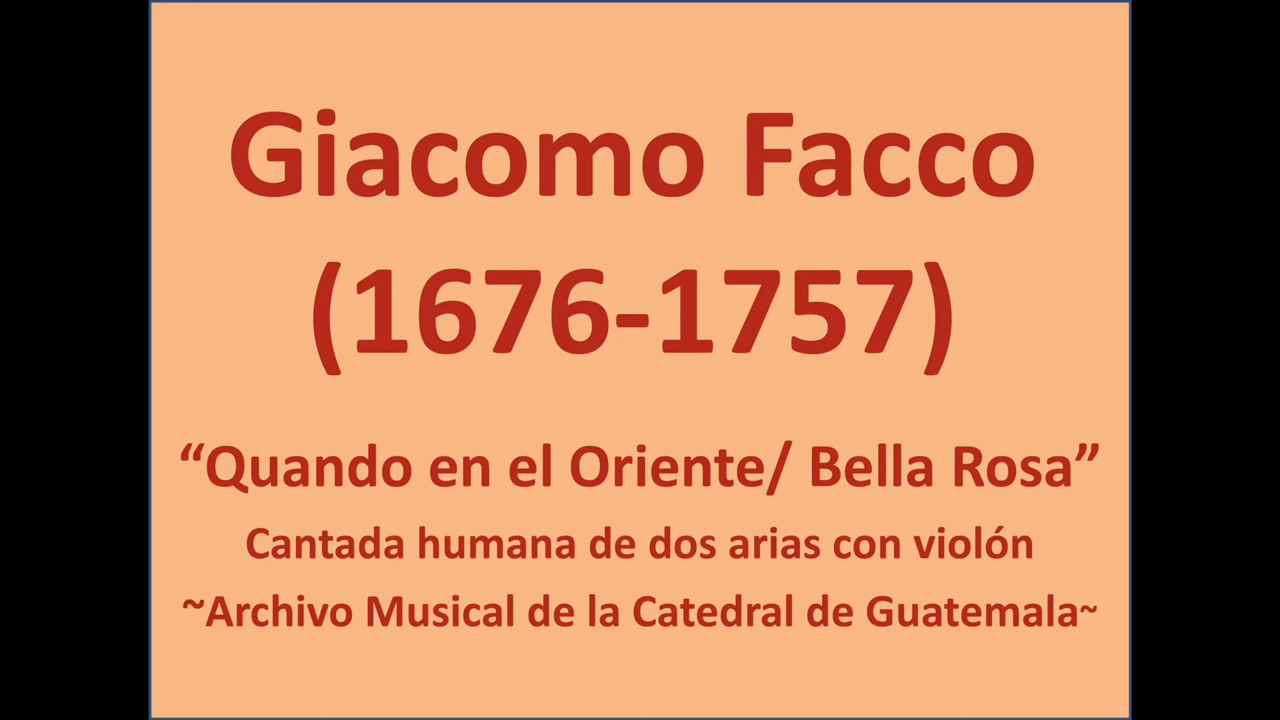 Giacomo Facco
(1676-1757)
“Quando en el Oriente/ Bella Rosa”
Cantada humana de dos arias con violón
~Archivo Musical de la Catedral de Guatemala~